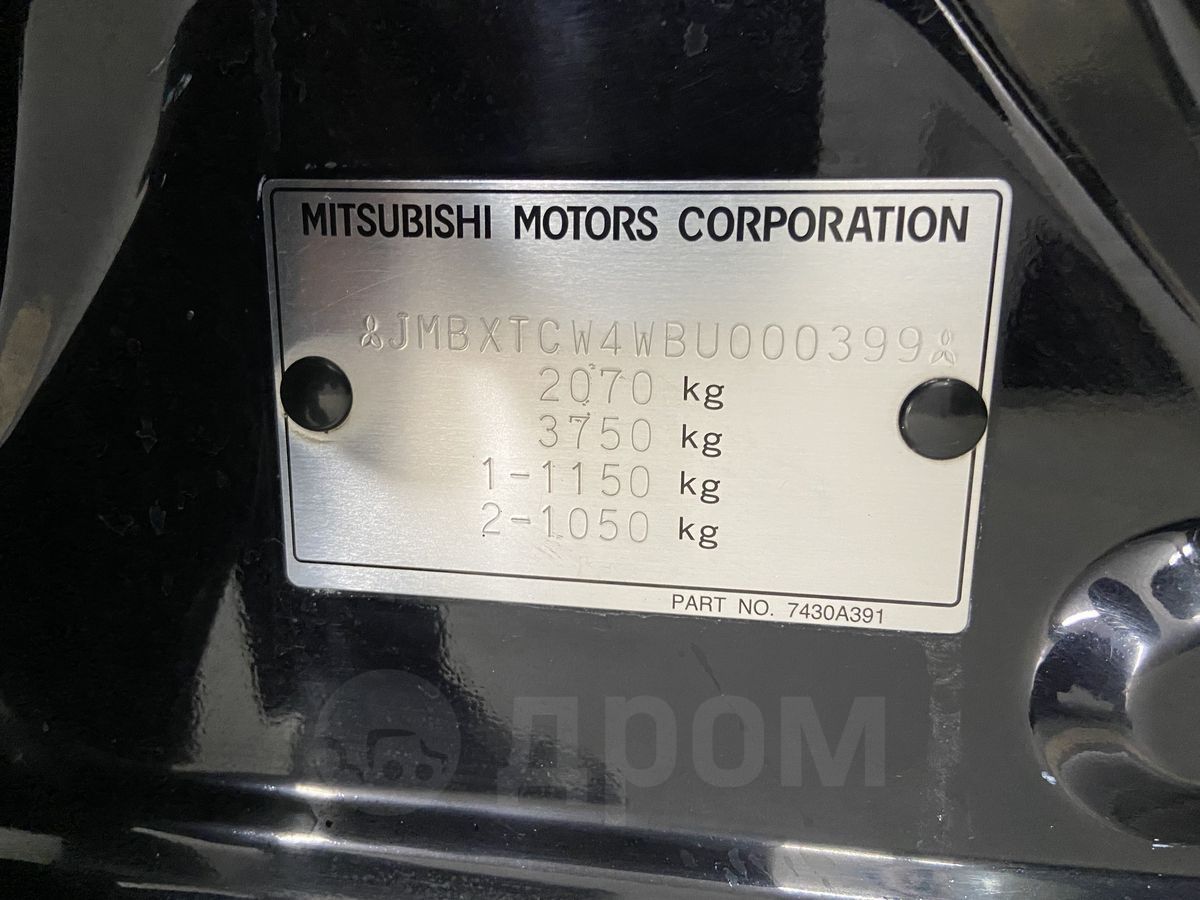 MITSUBISHI MOTORS CORPORATION
JMBXTCW4WBU000399
2070 kg
3750 kg
1-1150 kg
2-1050 kg
PART NO. 7430A391
дром